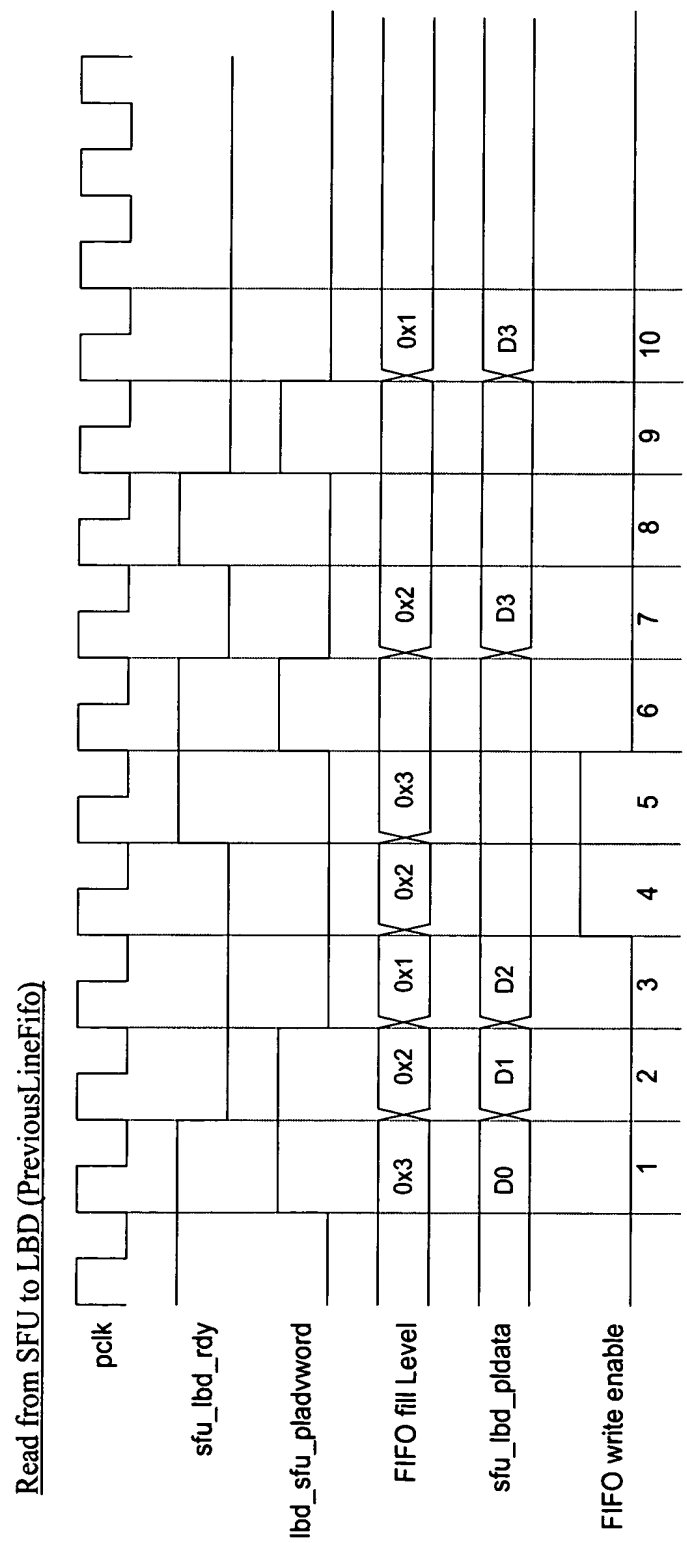 Read from SFU to LBD (PreviousLineFifo)
pclk
sfu_lbd_rdy
lbd_sfu_pladvword
FIFO fill Level 0x3 0x2 0x1 0x2 0x3 0x2 0x1
sfu_lbd_pldata D0 D1 D2 D3 D3
FIFO write enable
1 2 3 4 5 6 7 8 9 10